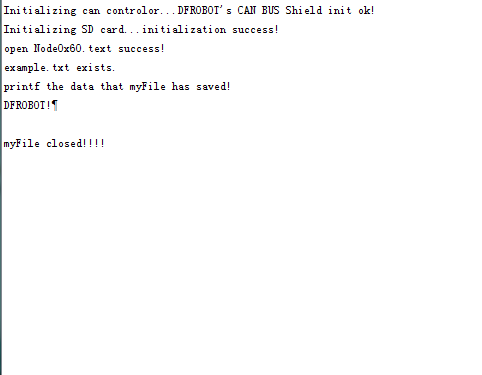 Initializing can controlor...DFROBOT's CAN BUS Shield init ok!
Initializing SD card...initialization success!
open Node0x60.text success!
example.txt exists.
printf the data that myFile has saved!
DFROBOT!¶
myFile closed!!!!